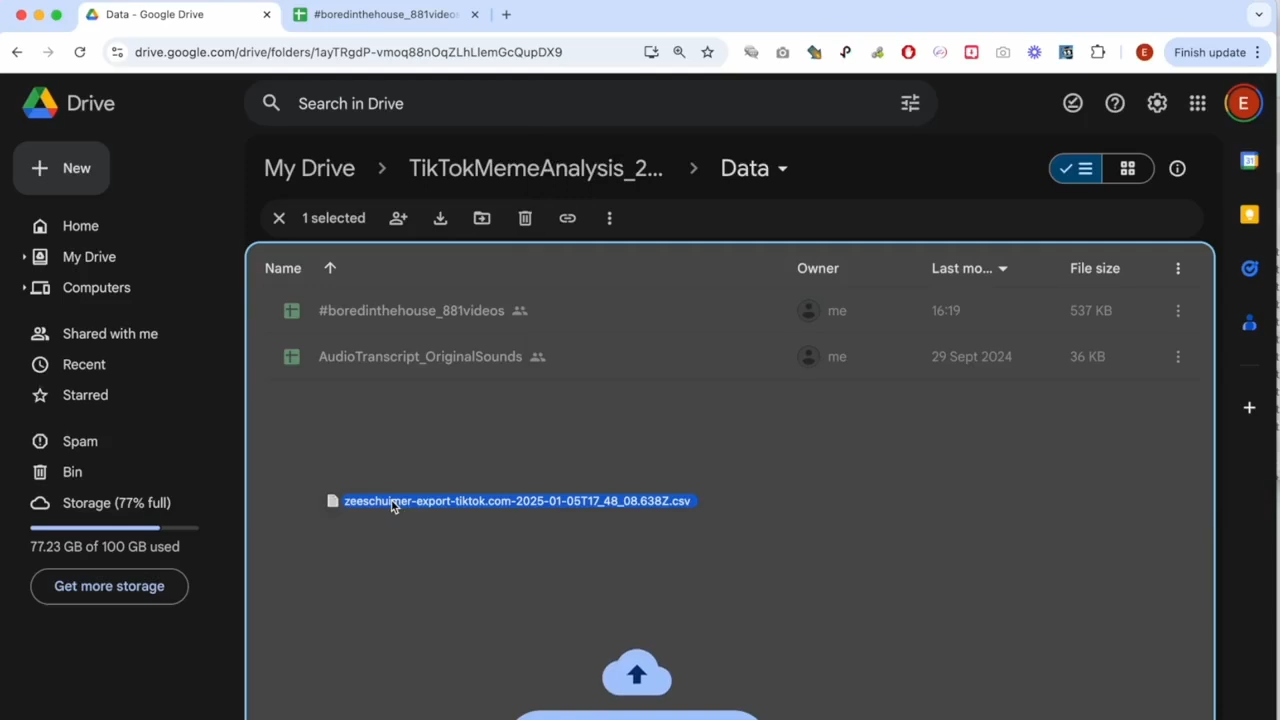 Data - Google Drive
#boredinthehouse_881videos
drive.google.com/drive/folders/1ayTRgdP-vmoq88nOqZLhLlemGcQupDX9
Finish update
E
Drive
Search in Drive
E
New
My Drive
TikTokMemeAnalysis_2...
Data
1 selected
Home
My Drive
Computers
Shared with me
Recent
Starred
Spam
Bin
Storage (77% full)
77.23 GB of 100 GB used
Get more storage
Name
Owner
Last mo...
File size
#boredinthehouse_881videos
me
16:19
537 KB
AudioTranscript_OriginalSounds
me
29 Sept 2024
36 KB
zeeschuimer-export-tiktok.com-2025-01-05T17_48_08.638Z.csv
31